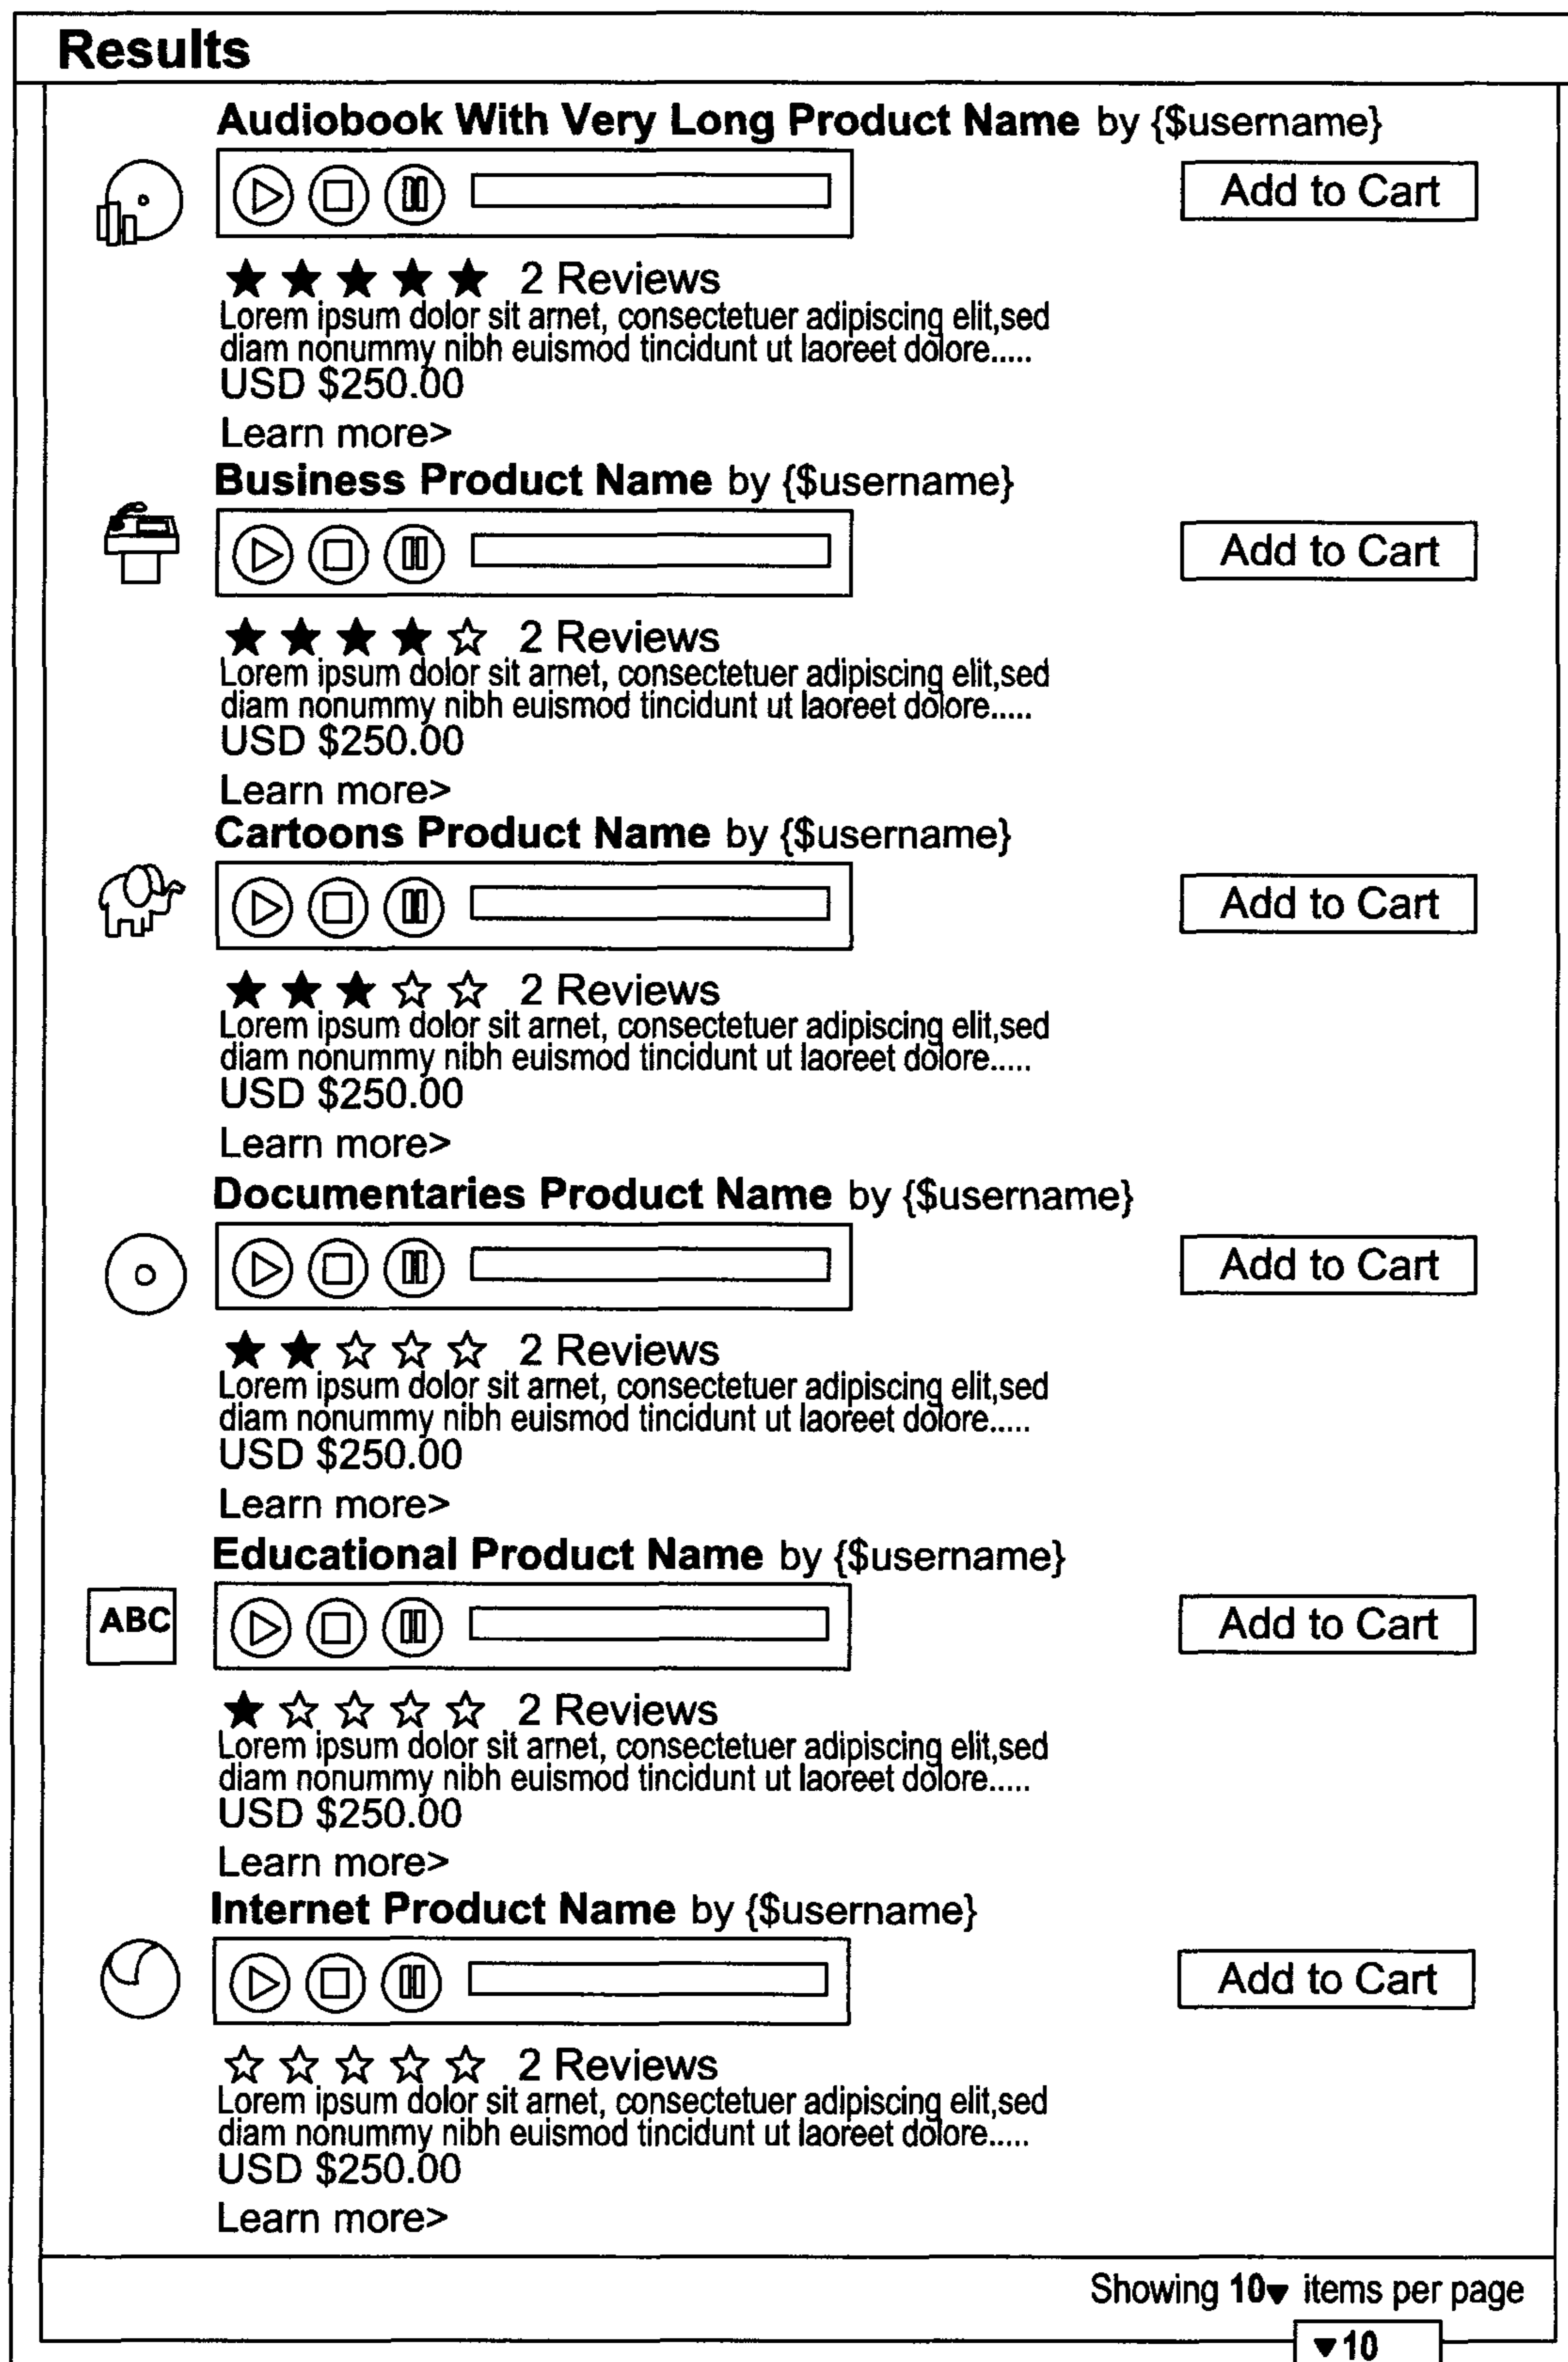 Results
Audiobook With Very Long Product Name by {$username}
Add to Cart
★ ★ ★ ★ ★ 2 Reviews
Lorem ipsum dolor sit amet, consectetuer adipiscing elit,sed
diam nonummy nibh euismod tincidunt ut laoreet dolore.....
USD $250.00
Learn more>
Business Product Name by {$username}
Add to Cart
★ ★ ★ ★ ☆ 2 Reviews
Lorem ipsum dolor sit amet, consectetuer adipiscing elit,sed
diam nonummy nibh euismod tincidunt ut laoreet dolore.....
USD $250.00
Learn more>
Cartoons Product Name by {$username}
Add to Cart
★ ★ ★ ☆ ☆ 2 Reviews
Lorem ipsum dolor sit amet, consectetuer adipiscing elit,sed
diam nonummy nibh euismod tincidunt ut laoreet dolore.....
USD $250.00
Learn more>
Documentaries Product Name by {$username}
Add to Cart
★ ★ ☆ ☆ ☆ 2 Reviews
Lorem ipsum dolor sit amet, consectetuer adipiscing elit,sed
diam nonummy nibh euismod tincidunt ut laoreet dolore.....
USD $250.00
Learn more>
Educational Product Name by {$username}
ABC
Add to Cart
★ ☆ ☆ ☆ ☆ 2 Reviews
Lorem ipsum dolor sit amet, consectetuer adipiscing elit,sed
diam nonummy nibh euismod tincidunt ut laoreet dolore.....
USD $250.00
Learn more>
Internet Product Name by {$username}
Add to Cart
☆ ☆ ☆ ☆ ☆ 2 Reviews
Lorem ipsum dolor sit amet, consectetuer adipiscing elit,sed
diam nonummy nibh euismod tincidunt ut laoreet dolore.....
USD $250.00
Learn more>
Showing 10▼ items per page
▼10